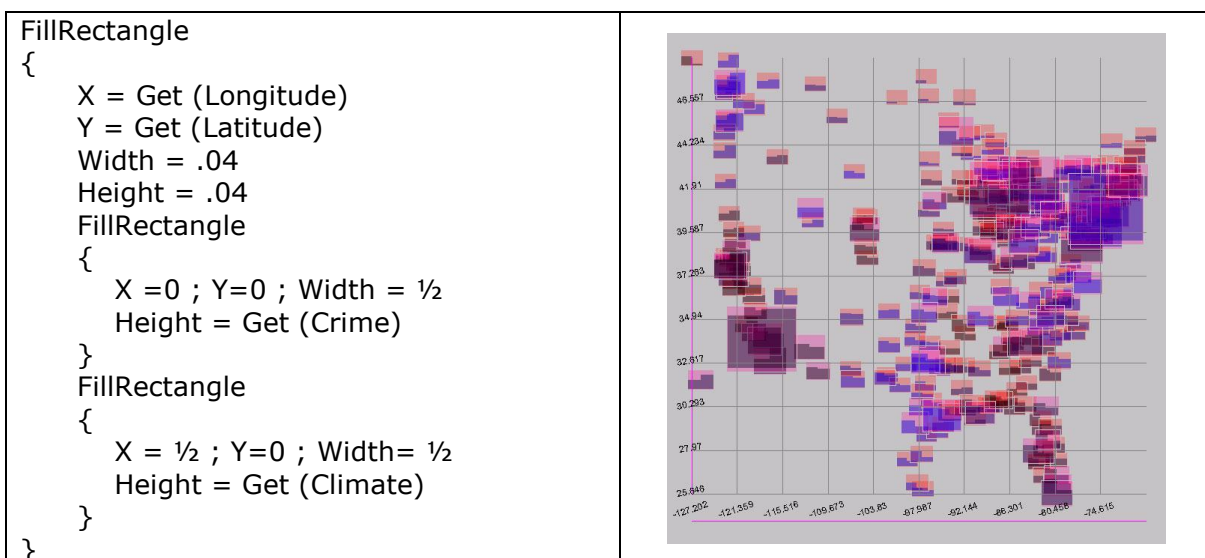 FillRectangle
{
X = Get (Longitude)
Y = Get (Latitude)
Width = .04
Height = .04
FillRectangle
{
X =0 ; Y=0 ; Width = ½
Height = Get (Crime)
}
FillRectangle
{
X = ½ ; Y=0 ; Width= ½
Height = Get (Climate)
}
}
46.557
44.234
41.91
39.587
37.263
34.94
32.617
30.293
27.97
25.646
-127.202 -121.359 -115.516 -109.673 -103.83 -97.987 -92.144 -86.301 -80.458 -74.615